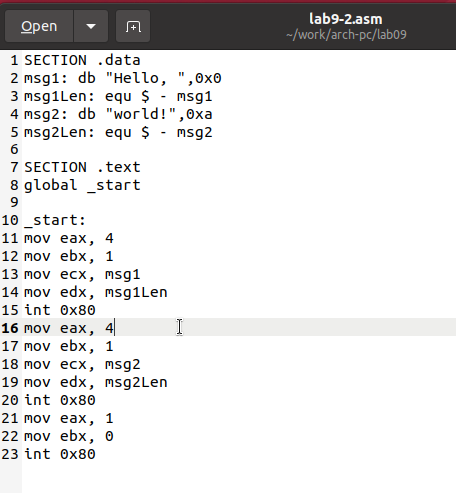 Open
lab9-2.asm
~/work/arch-pc/lab09
1 SECTION .data
2 msg1: db "Hello, ",0x0
3 msg1Len: equ $ - msg1
4 msg2: db "world!",0xa
5 msg2Len: equ $ - msg2
6
7 SECTION .text
8 global _start
9
10 _start:
11 mov eax, 4
12 mov ebx, 1
13 mov ecx, msg1
14 mov edx, msg1Len
15 int 0x80
16 mov eax, 4
17 mov ebx, 1
18 mov ecx, msg2
19 mov edx, msg2Len
20 int 0x80
21 mov eax, 1
22 mov ebx, 0
23 int 0x80